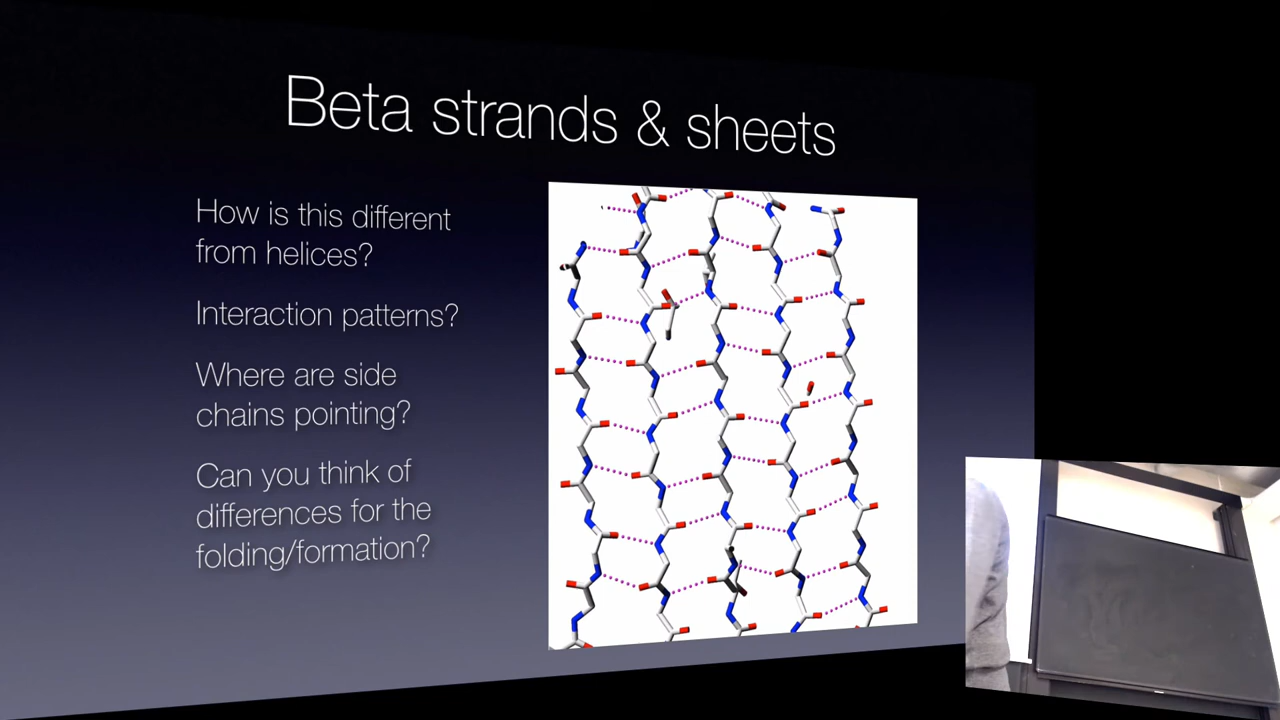 Beta strands & sheets
How is this different
from helices?
Interaction patterns?
Where are side
chains pointing?
Can you think of
differences for the
folding/formation?